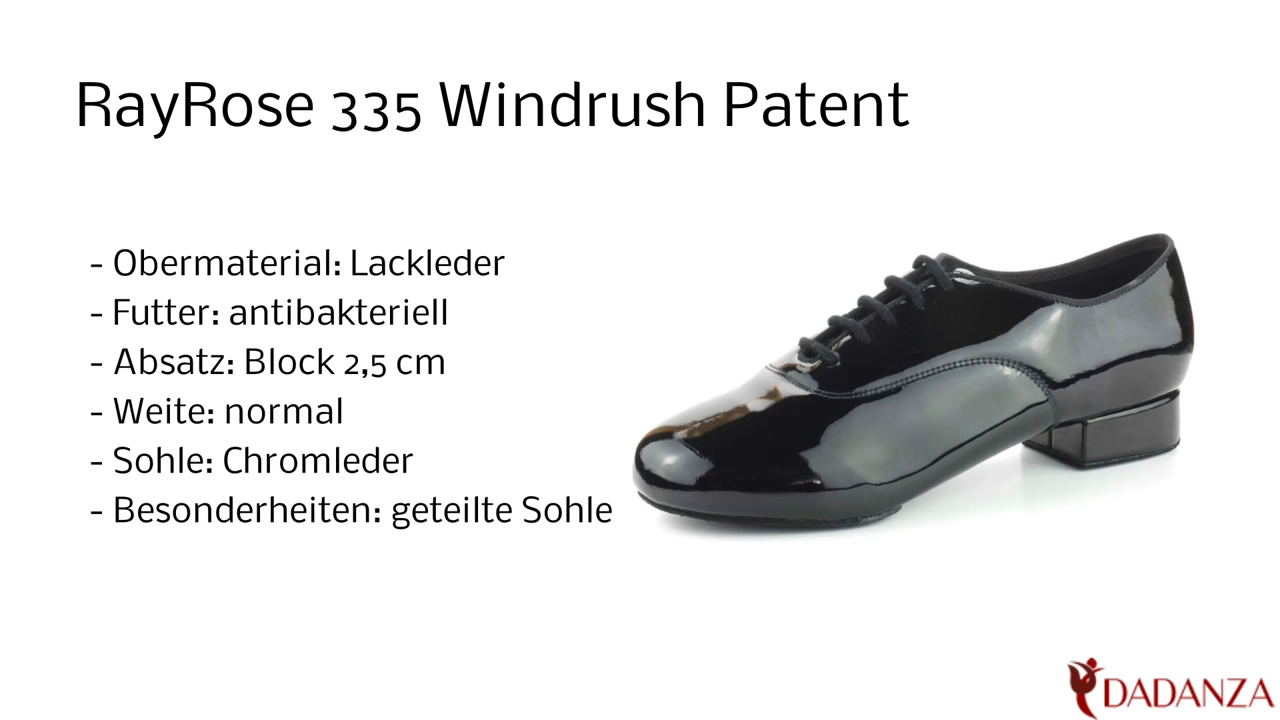 RayRose 335 Windrush Patent
- Obermaterial: Lackleder
- Futter: antibakteriell
- Absatz: Block 2,5 cm
- Weite: normal
- Sohle: Chromleder
- Besonderheiten: geteilte Sohle
DADANZA